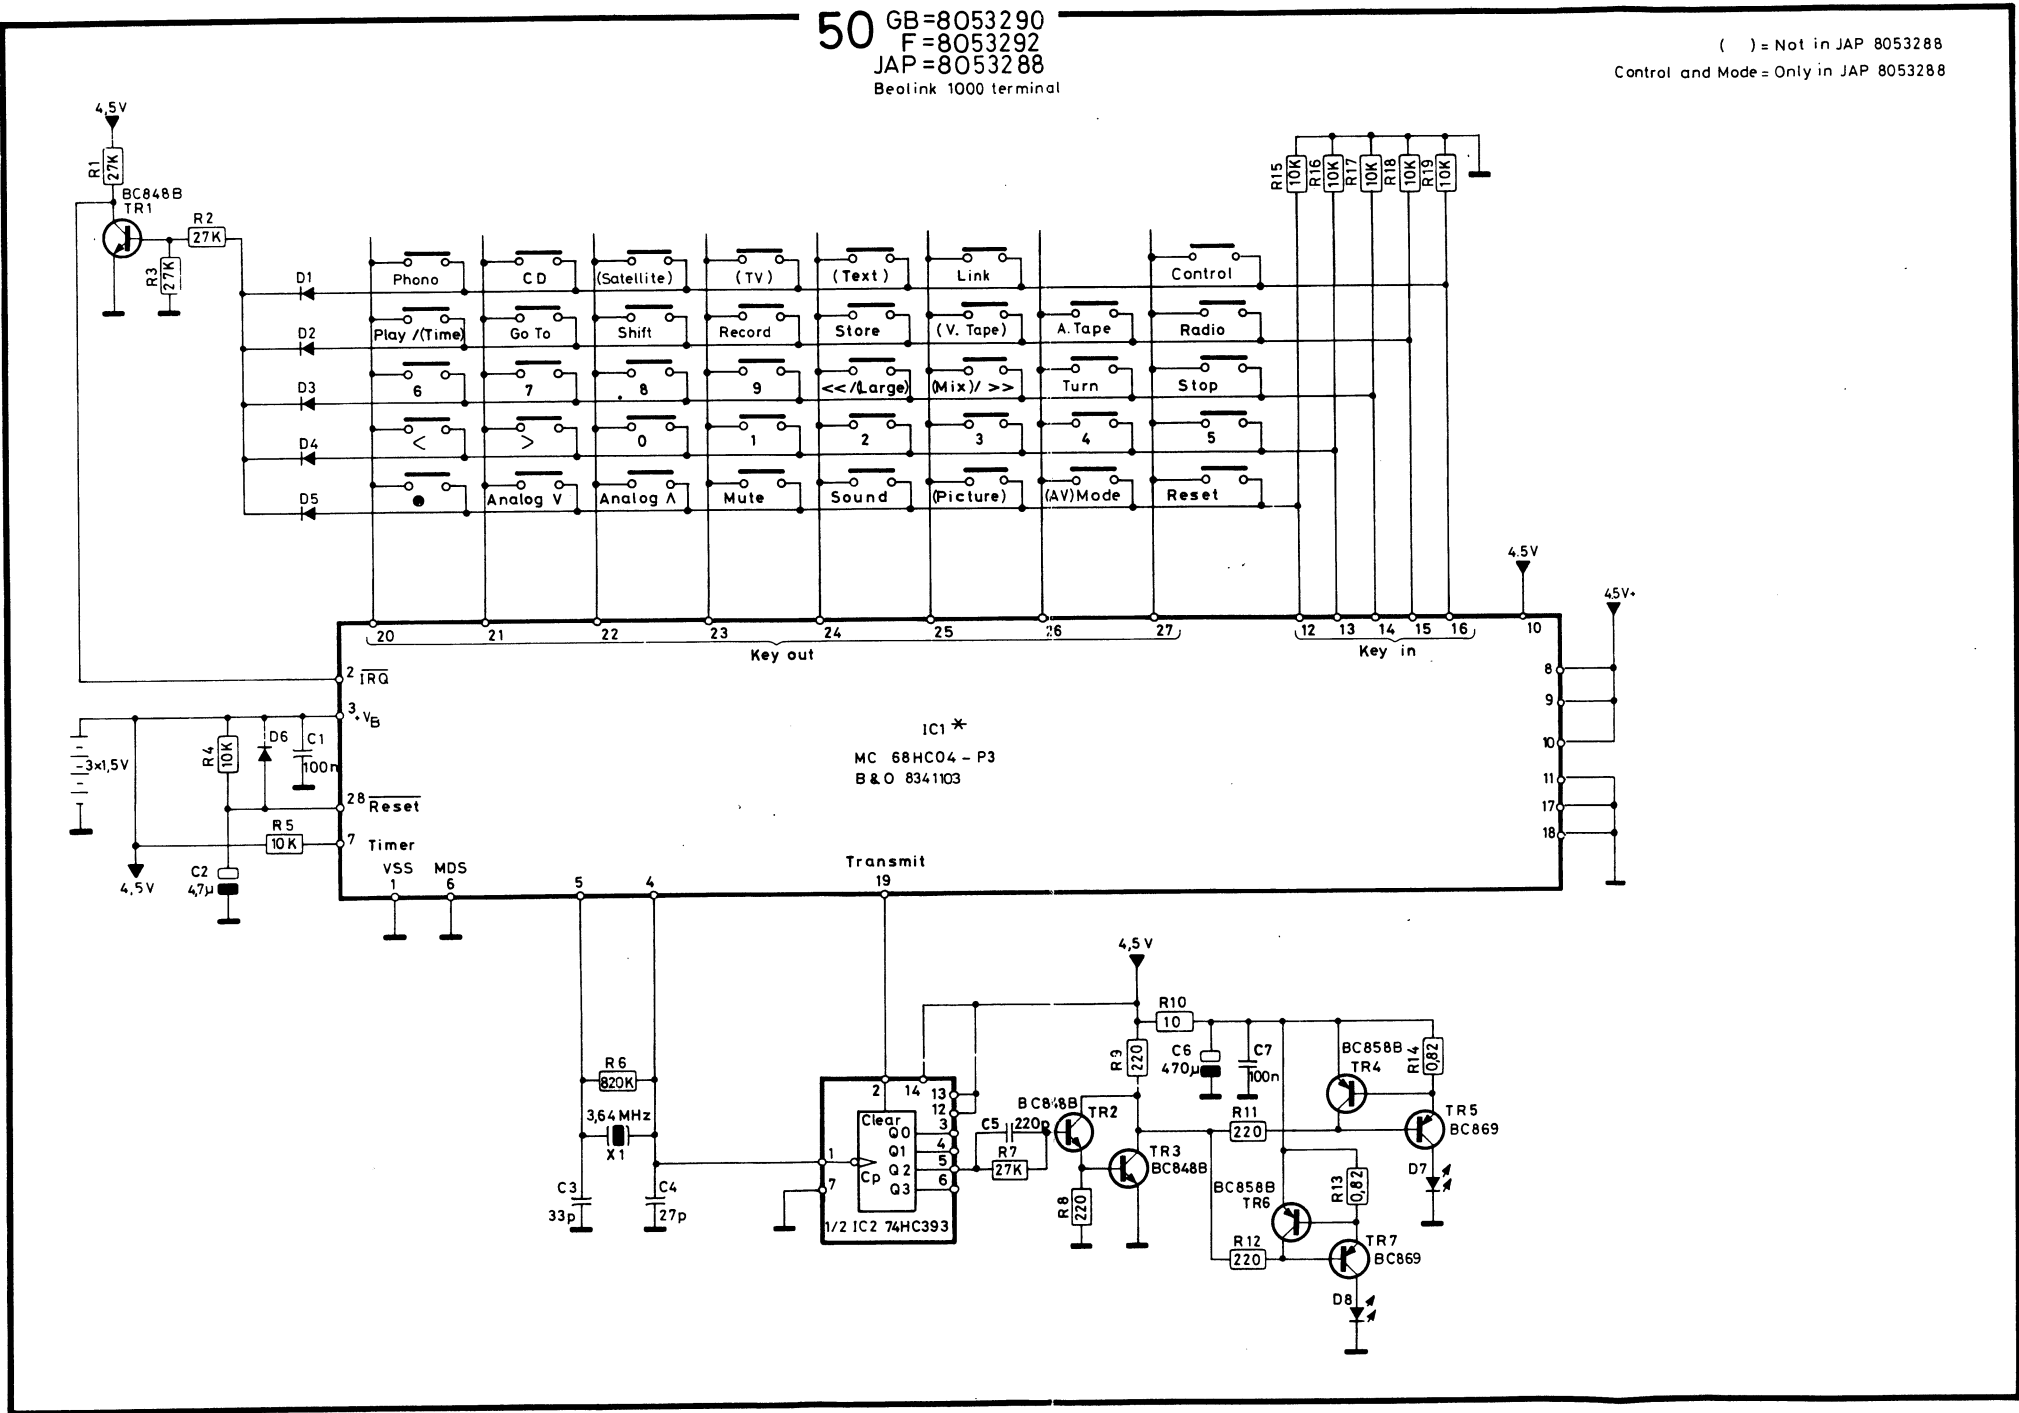 50 GB=8053290
F=8053292
JAP=8053288
Beolink 1000 terminal
( )= Not in JAP 8053288
Control and Mode= Only in JAP 8053288
4,5V
R1 27K
BC848B
TR1
R2
27K
R3 27K
R15 10K R16 10K R17 10K R18 10K R19 10K
D1 Phono CD (Satellite) (TV) (Text) Link Control
D2 Play /(Time) Go To Shift Record Store (V. Tape) A.Tape Radio
D3 6 7 8 9 <</(Large) (Mix)/ >> Turn Stop
D4 < > 0 1 2 3 4 5
D5 ● Analog V Analog Λ Mute Sound (Picture) (AV)Mode Reset
4.5V
4.5V+
20 21 22 23 24 25 26 27 12 13 14 15 16 10
Key out Key in
2 IRQ
3 +VB
8
9
10
11
17
18
IC1 *
MC 68HC04 - P3
B&O 8341103
3x1,5V
R4 10K
D6
C1
100n
28 Reset
R5
10K
7 Timer
C2
4,7µ
4,5V
VSS MDS
1 6
5 4
Transmit
19
R6
820K
3,64MHz
X1
C3
33p
C4
27p
2 14
13
12
Clear
Q0 3
Q1 4
Q2 5
Q3 6
1
Cp
7
1/2 IC2 74HC393
4,5V
R10
10
R9 220
C6
470µ
C7
100n
BC858B
TR4
R14 0,82
BC848B
TR2
C5 220p
R7
27K
R8 220
TR3
BC848B
R11
220
TR5
BC869
D7
BC858B
TR6
R13 0,82
R12
220
TR7
BC869
D8